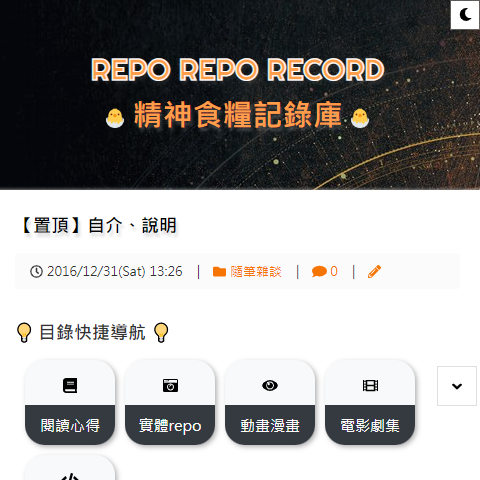 REPO REPO RECORD
精神食糧記錄庫
【置頂】自介、說明
2016/12/31(Sat) 13:26 | 隨筆雜談 | 0 |
目錄快捷導航
閱讀心得 實體repo 動畫漫畫 電影劇集